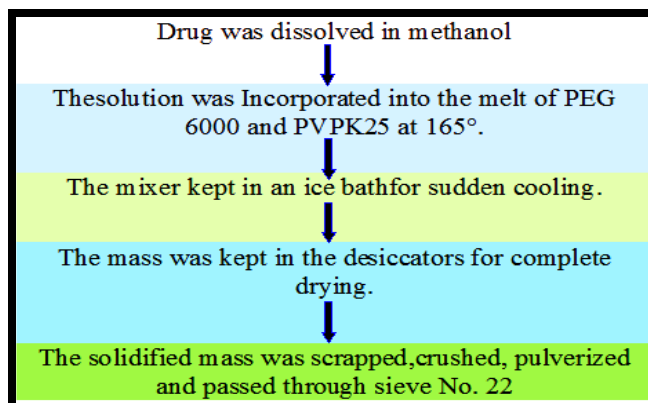 Drug was dissolved in methanol
Thesolution was Incorporated into the melt of PEG
6000 and PVPK25 at 165°.
The mixer kept in an ice bathfor sudden cooling.
The mass was kept in the desiccators for complete
drying.
The solidified mass was scrapped,crushed, pulverized
and passed through sieve No. 22